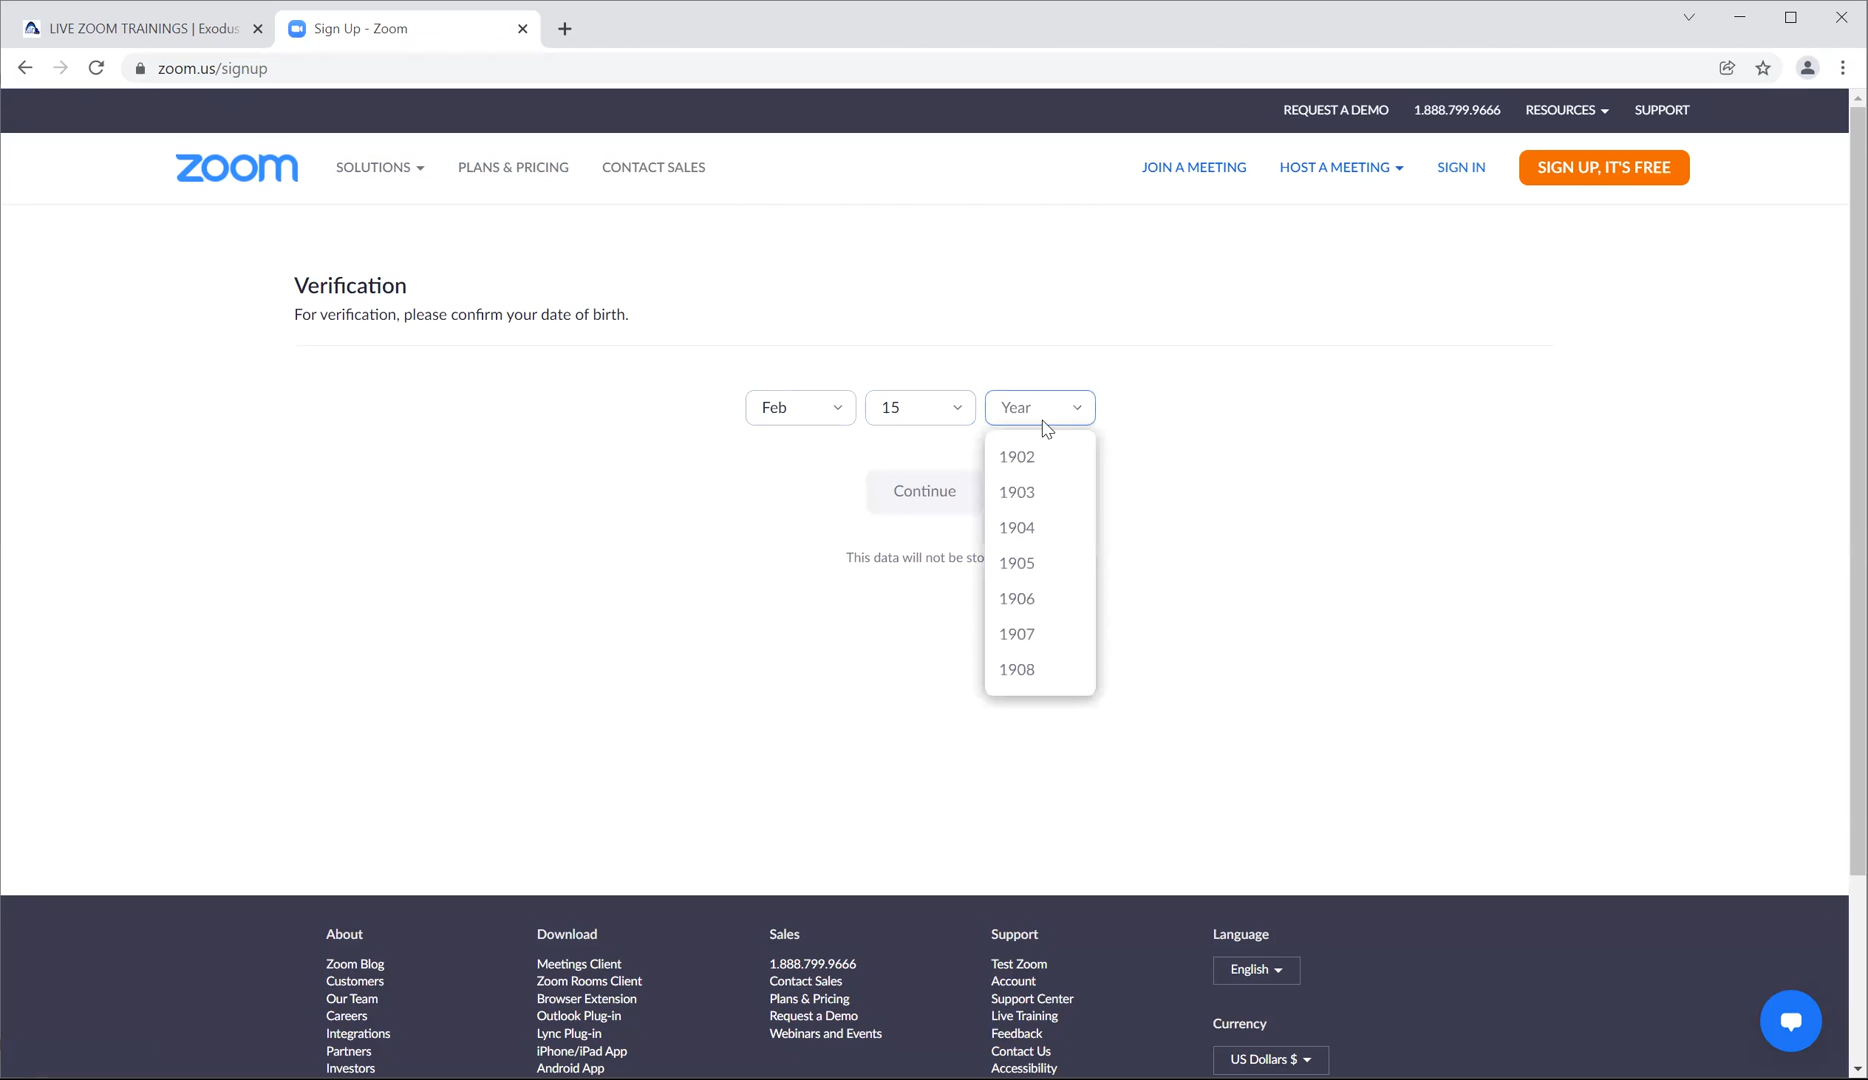 LIVE ZOOM TRAININGS | Exodus
Sign Up - Zoom
zoom.us/signup
REQUEST A DEMO 1.888.799.9666 RESOURCES SUPPORT
zoom SOLUTIONS PLANS & PRICING CONTACT SALES JOIN A MEETING HOST A MEETING SIGN IN SIGN UP, IT'S FREE
Verification
For verification, please confirm your date of birth.
Feb 15 Year
1902
1903
1904
1905
1906
1907
1908
Continue
This data will not be sto
About
Zoom Blog
Customers
Our Team
Careers
Integrations
Partners
Investors
Download
Meetings Client
Zoom Rooms Client
Browser Extension
Outlook Plug-in
Lync Plug-in
iPhone/iPad App
Android App
Sales
1.888.799.9666
Contact Sales
Plans & Pricing
Request a Demo
Webinars and Events
Support
Test Zoom
Account
Support Center
Live Training
Feedback
Contact Us
Accessibility
Language
English
Currency
US Dollars $